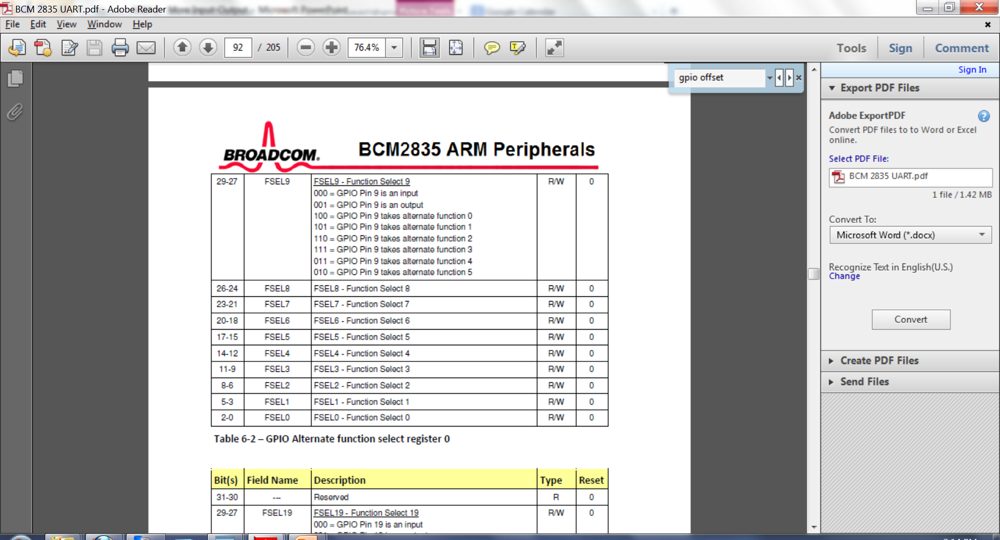 BCM 2835 UART.pdf - Adobe Reader
More Input-Output - Microsoft PowerPoint
Google Calendar
File Edit View Window Help
92 / 205 76.4% Tools Sign Comment
gpio offset
Sign In
BROADCOM. BCM2835 ARM Peripherals
29-27 FSEL9 FSEL9 - Function Select 9 R/W 0
000 = GPIO Pin 9 is an input
001 = GPIO Pin 9 is an output
100 = GPIO Pin 9 takes alternate function 0
101 = GPIO Pin 9 takes alternate function 1
110 = GPIO Pin 9 takes alternate function 2
111 = GPIO Pin 9 takes alternate function 3
011 = GPIO Pin 9 takes alternate function 4
010 = GPIO Pin 9 takes alternate function 5
26-24 FSEL8 FSEL8 - Function Select 8 R/W 0
23-21 FSEL7 FSEL7 - Function Select 7 R/W 0
20-18 FSEL6 FSEL6 - Function Select 6 R/W 0
17-15 FSEL5 FSEL5 - Function Select 5 R/W 0
14-12 FSEL4 FSEL4 - Function Select 4 R/W 0
11-9 FSEL3 FSEL3 - Function Select 3 R/W 0
8-6 FSEL2 FSEL2 - Function Select 2 R/W 0
5-3 FSEL1 FSEL1 - Function Select 1 R/W 0
2-0 FSEL0 FSEL0 - Function Select 0 R/W 0
Table 6-2 – GPIO Alternate function select register 0
Bit(s) Field Name Description Type Reset
31-30 --- Reserved R 0
29-27 FSEL19 FSEL19 - Function Select 19 R/W 0
000 = GPIO Pin 19 is an input
Export PDF Files
Adobe ExportPDF
Convert PDF files to to Word or Excel
online.
Select PDF File:
BCM 2835 UART.pdf
1 file / 1.42 MB
Convert To:
Microsoft Word (*.docx)
Recognize Text in English(U.S.)
Change
Convert
Create PDF Files
Send Files